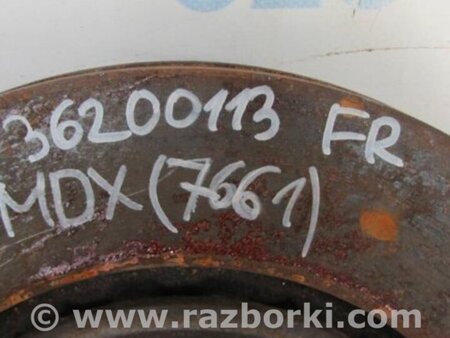 36200113 FR
MDX (7661)
© www.razborki.com